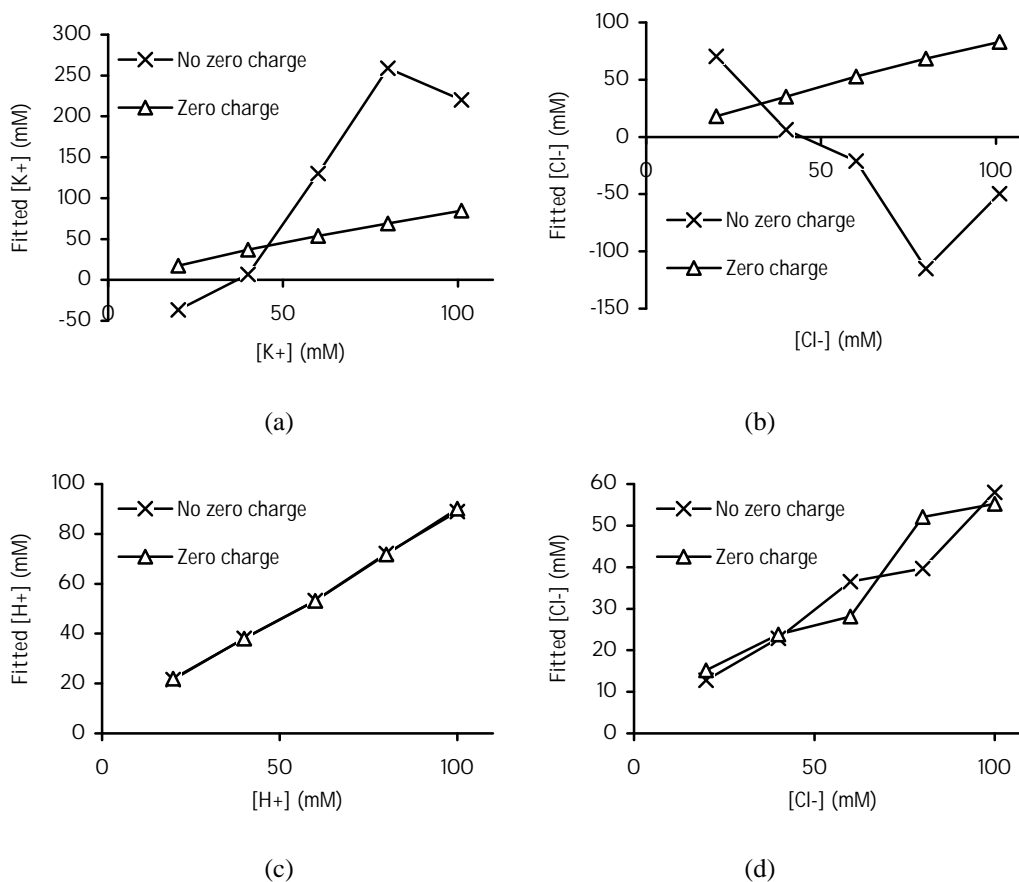 300
250
200
150
100
50
0
-50
No zero charge
Zero charge
0
50
100
Fitted [K+] (mM)
[K+] (mM)
(a)
100
50
0
-50
-100
-150
0
50
100
No zero charge
Zero charge
Fitted [Cl-] (mM)
[Cl-] (mM)
(b)
100
80
60
40
20
0
No zero charge
Zero charge
0
50
100
Fitted [H+] (mM)
[H+] (mM)
(c)
60
50
40
30
20
10
0
No zero charge
Zero charge
0
50
100
Fitted [Cl-] (mM)
[Cl-] (mM)
(d)